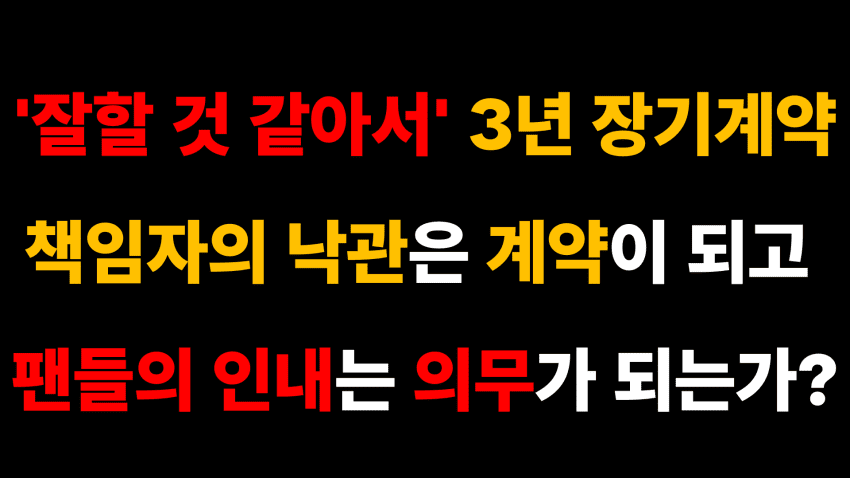 '잘할 것 같아서' 3년 장기계약
책임자의 낙관은 계약이 되고
팬들의 인내는 의무가 되는가?